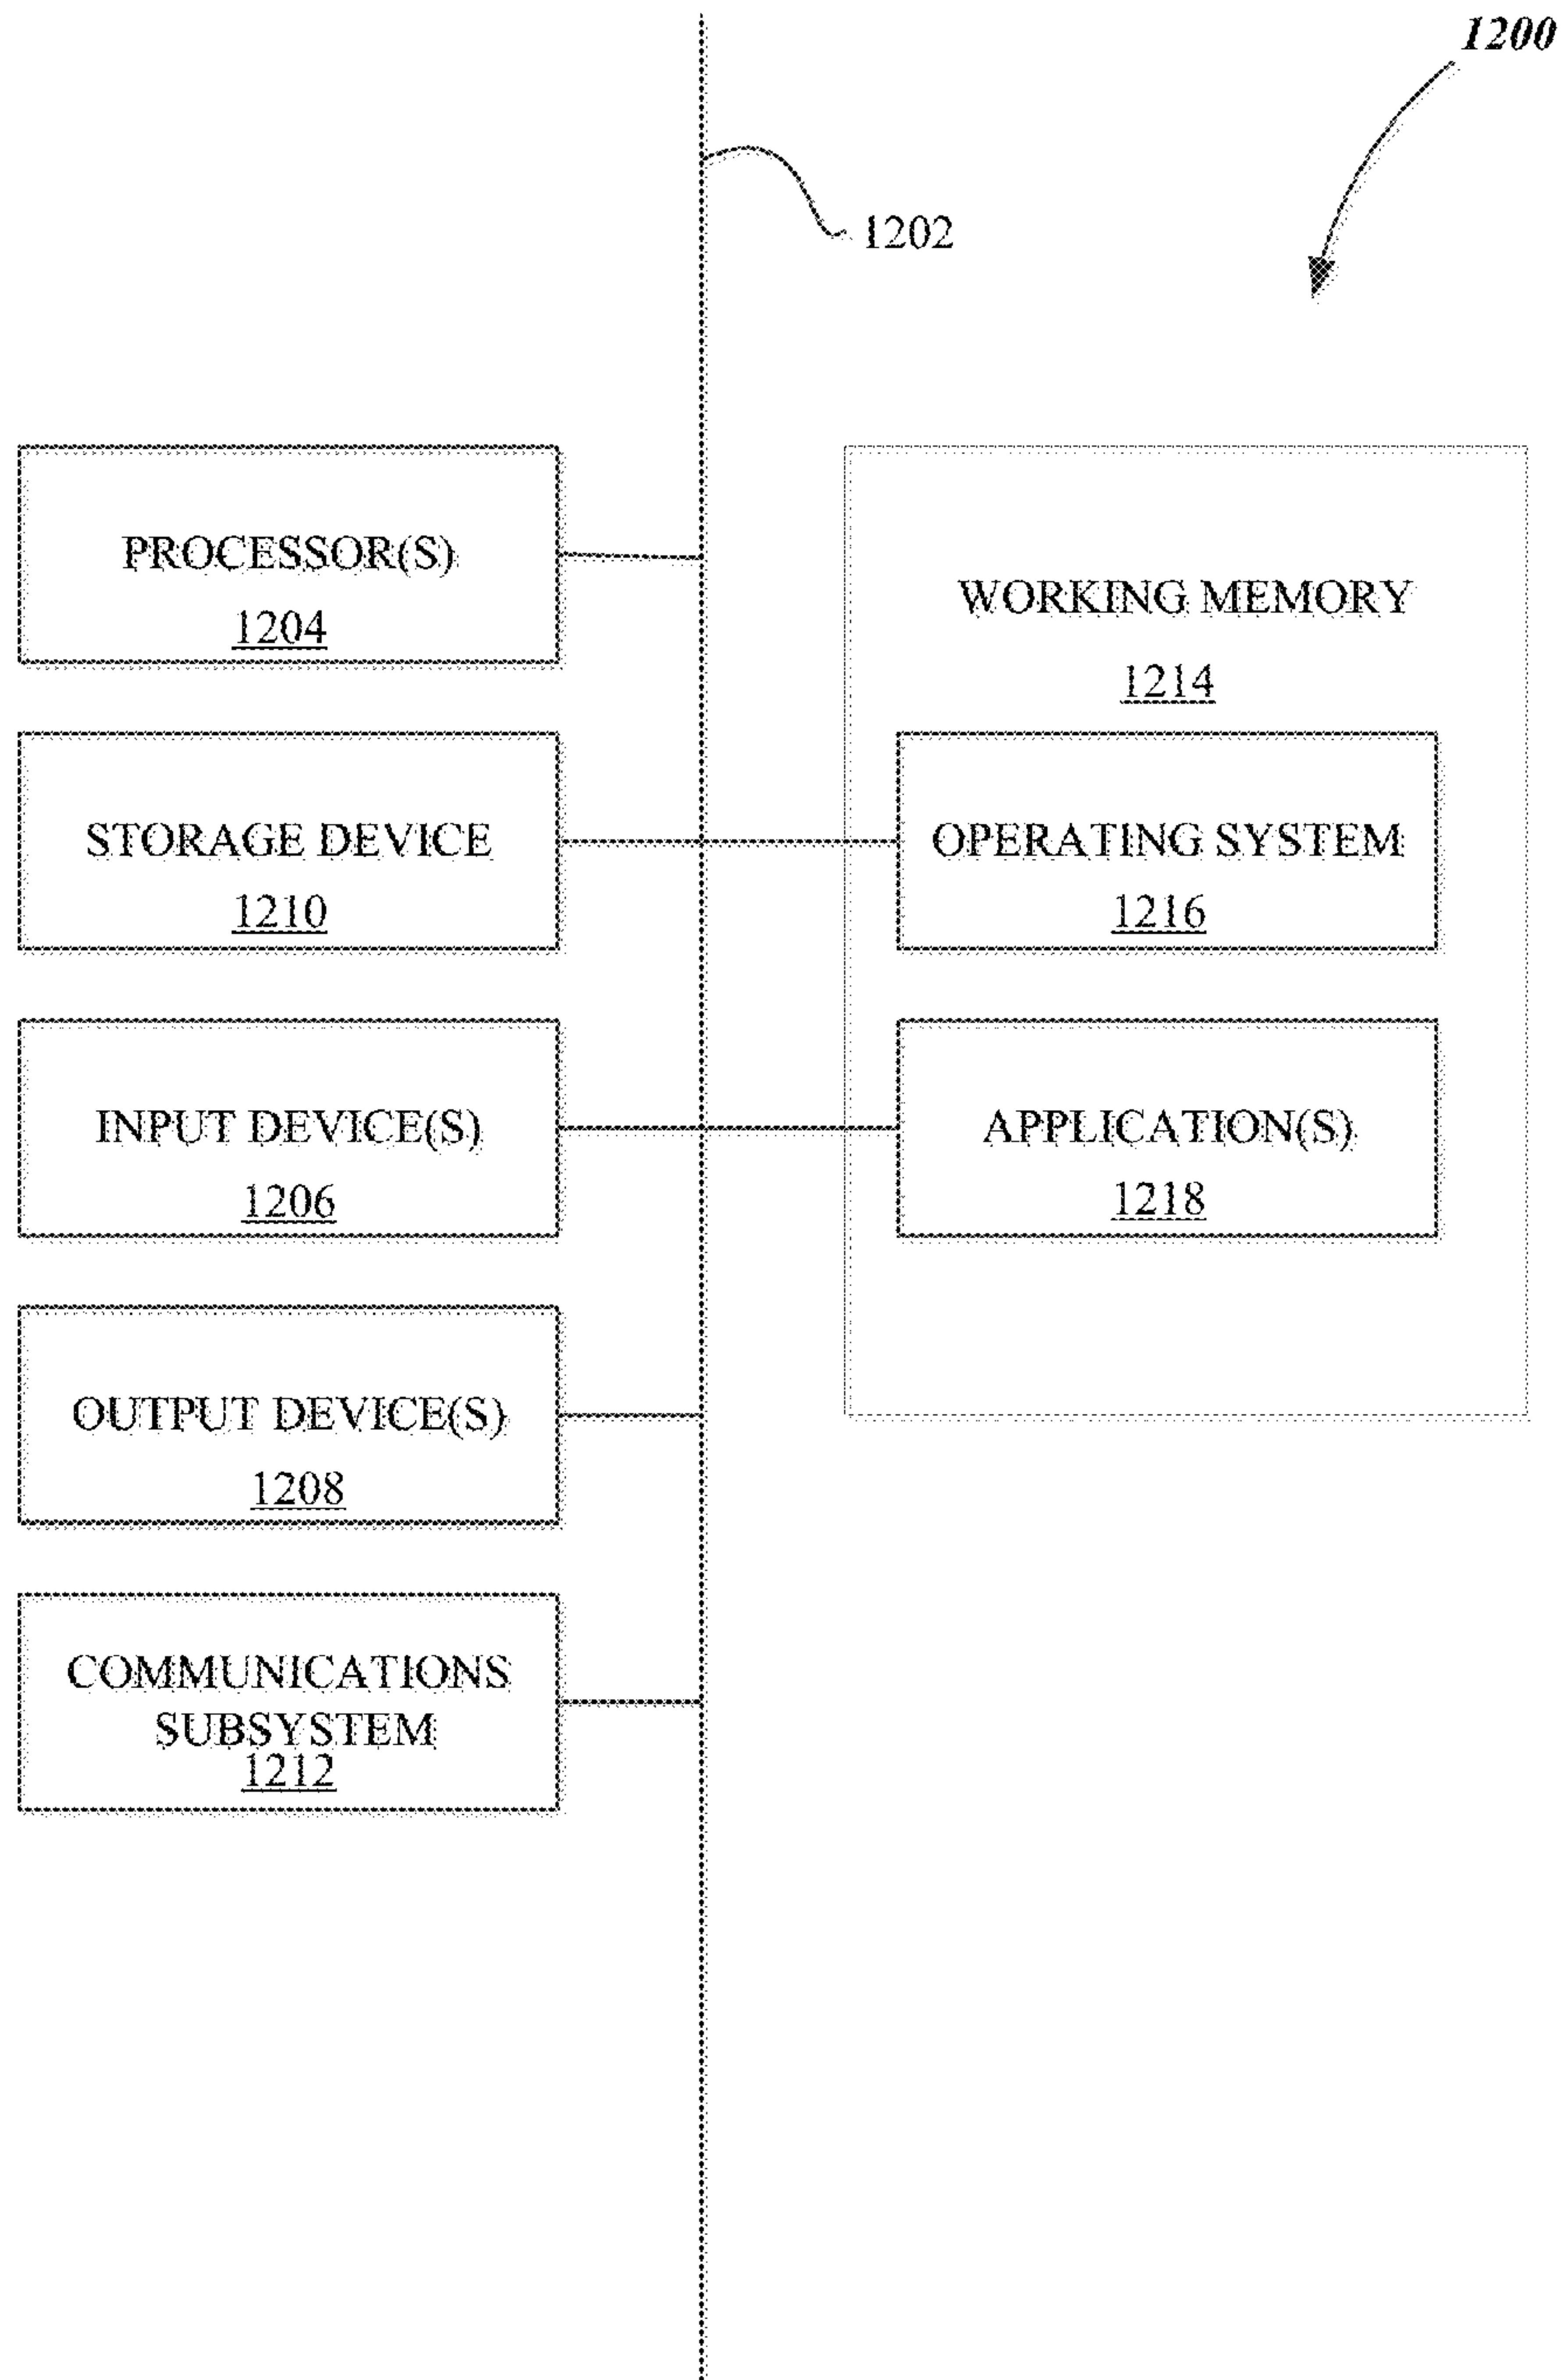 1200
1202
PROCESSOR(S)
1204
WORKING MEMORY
1214
STORAGE DEVICE
1210
OPERATING SYSTEM
1216
INPUT DEVICE(S)
1206
APPLICATION(S)
1218
OUTPUT DEVICE(S)
1208
COMMUNICATIONS
SUBSYSTEM
1212